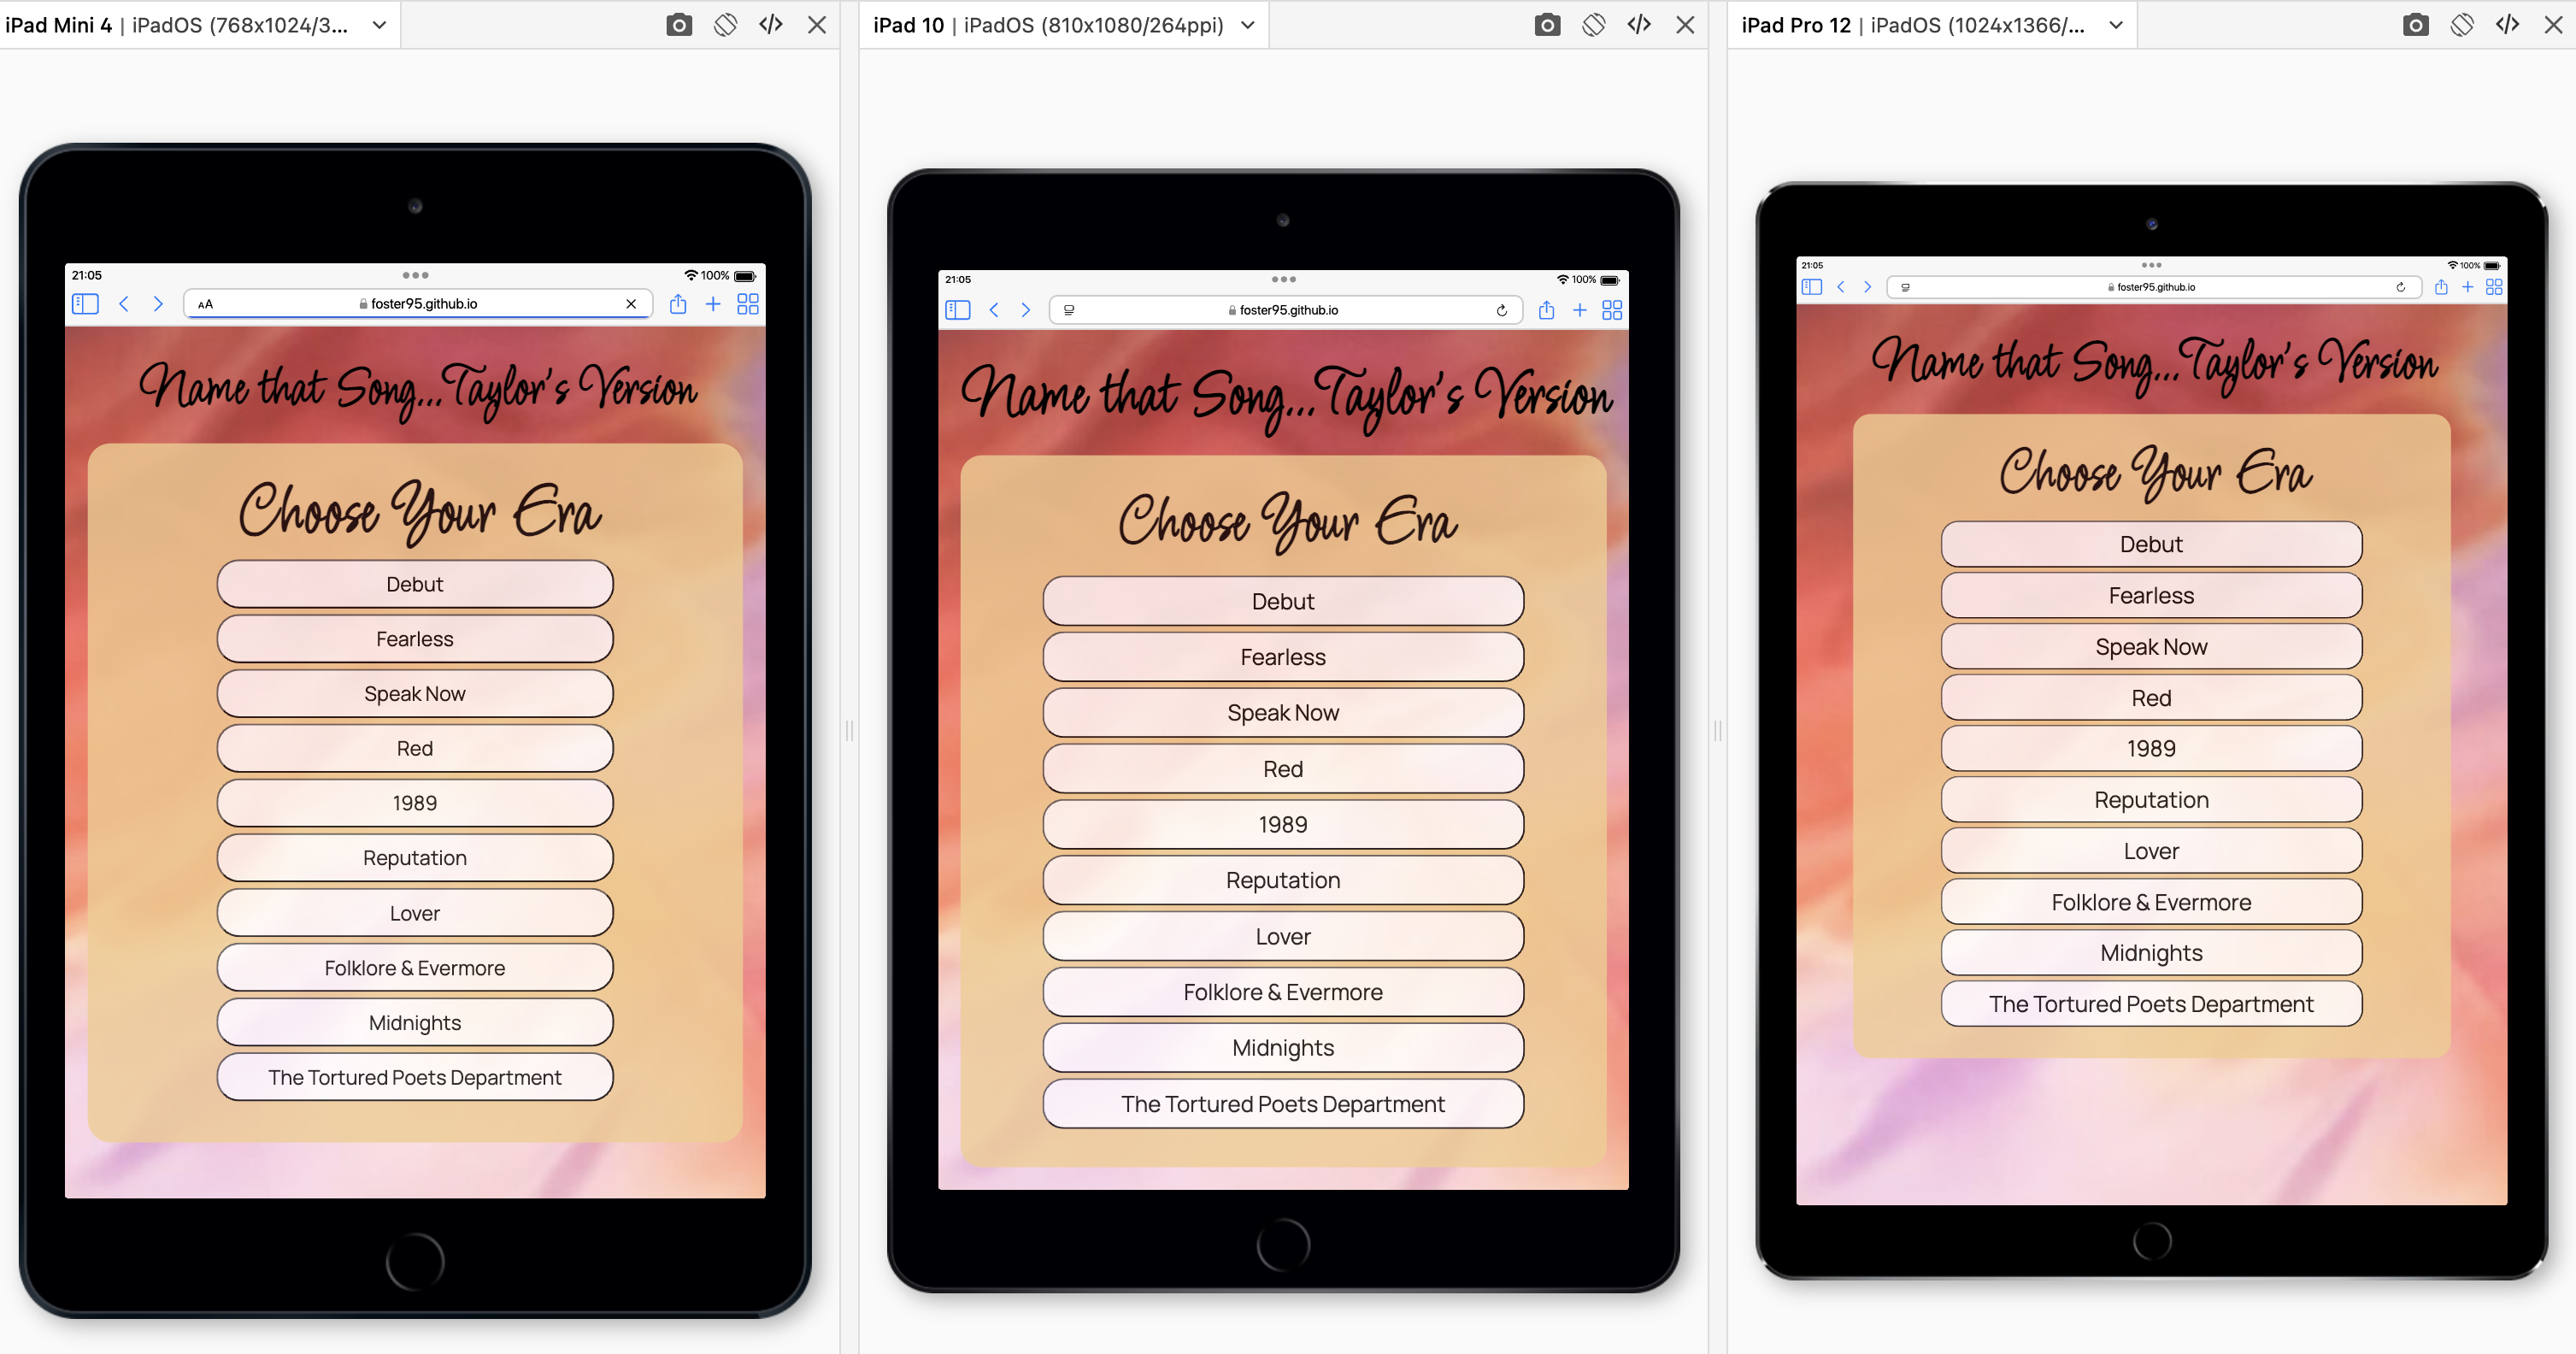 iPad Mini 4 | iPadOS (768x1024/3...
21:05
100%
AA
foster95.github.io
Name that Song...Taylor's Version
Choose Your Era
Debut
Fearless
Speak Now
Red
1989
Reputation
Lover
Folklore & Evermore
Midnights
The Tortured Poets Department
iPad 10 | iPadOS (810x1080/264ppi)
21:05
100%
foster95.github.io
Name that Song...Taylor's Version
Choose Your Era
Debut
Fearless
Speak Now
Red
1989
Reputation
Lover
Folklore & Evermore
Midnights
The Tortured Poets Department
iPad Pro 12 | iPadOS (1024x1366/...
21:05
100%
foster95.github.io
Name that Song...Taylor's Version
Choose Your Era
Debut
Fearless
Speak Now
Red
1989
Reputation
Lover
Folklore & Evermore
Midnights
The Tortured Poets Department